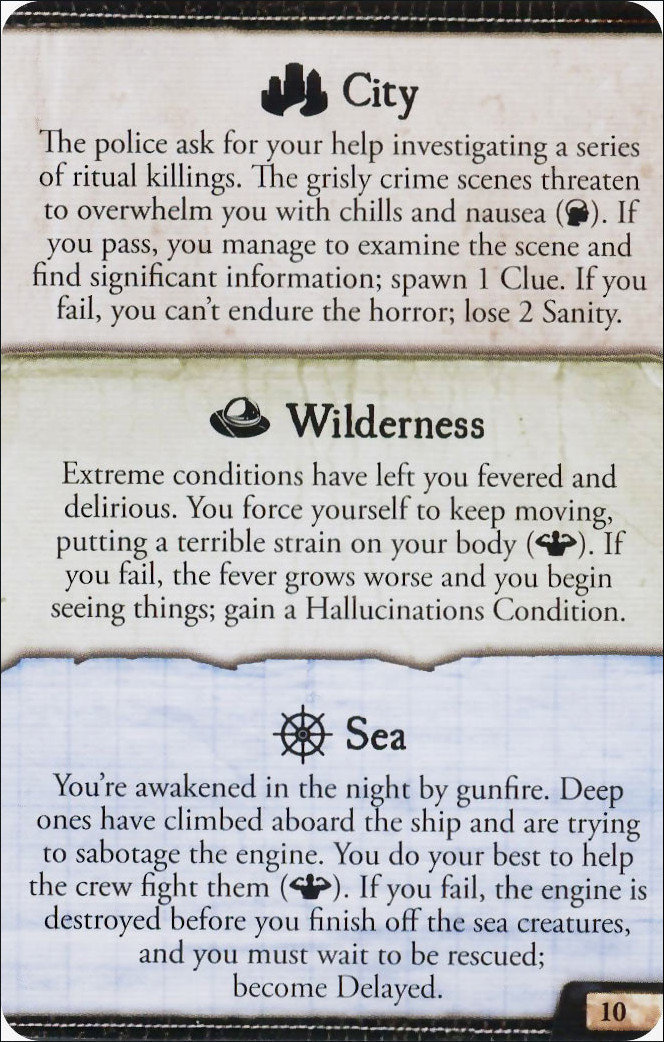 City
The police ask for your help investigating a series
of ritual killings. The grisly crime scenes threaten
to overwhelm you with chills and nausea (). If
you pass, you manage to examine the scene and
find significant information; spawn 1 Clue. If you
fail, you can't endure the horror; lose 2 Sanity.
Wilderness
Extreme conditions have left you fevered and
delirious. You force yourself to keep moving,
putting a terrible strain on your body (). If
you fail, the fever grows worse and you begin
seeing things; gain a Hallucinations Condition.
Sea
You're awakened in the night by gunfire. Deep
ones have climbed aboard the ship and are trying
to sabotage the engine. You do your best to help
the crew fight them (). If you fail, the engine is
destroyed before you finish off the sea creatures,
and you must wait to be rescued;
become Delayed.
10